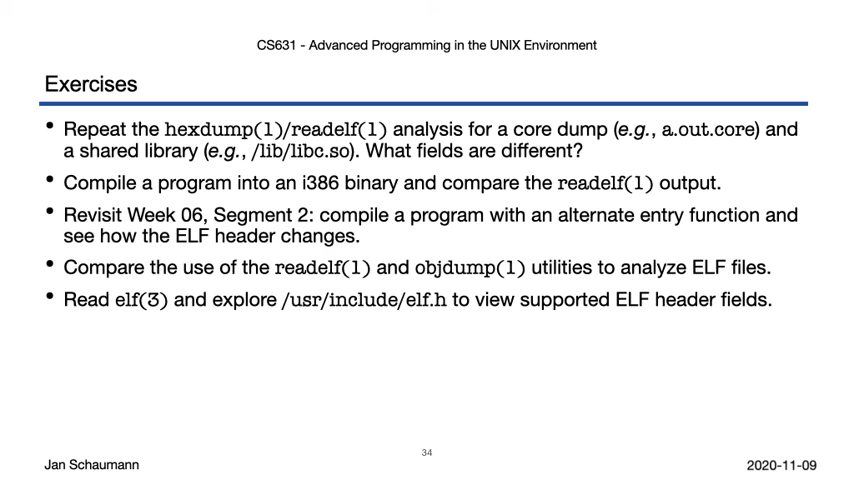 CS631 - Advanced Programming in the UNIX Environment
Exercises
• Repeat the hexdump(1)/readelf(1) analysis for a core dump (e.g., a.out.core) and
a shared library (e.g., /lib/libc.so). What fields are different?
• Compile a program into an i386 binary and compare the readelf(1) output.
• Revisit Week 06, Segment 2: compile a program with an alternate entry function and
see how the ELF header changes.
• Compare the use of the readelf(1) and objdump(1) utilities to analyze ELF files.
• Read elf(3) and explore /usr/include/elf.h to view supported ELF header fields.
34
Jan Schaumann
2020-11-09